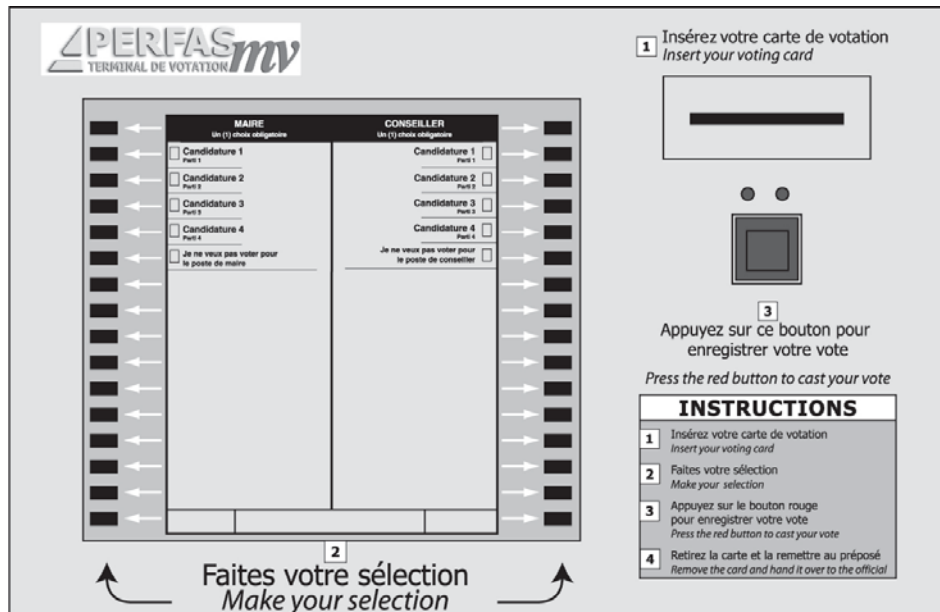 PERFAS mv
TERMINAL DE VOTATION
1 Insérez votre carte de votation
Insert your voting card
MAIRE
Un (1) choix obligatoire
Candidature 1
Parti 1
Candidature 2
Parti 2
Candidature 3
Parti 3
Candidature 4
Parti 4
Je ne veux pas voter pour
le poste de maire
CONSEILLER
Un (1) choix obligatoire
Candidature 1
Parti 1
Candidature 2
Parti 2
Candidature 3
Parti 3
Candidature 4
Parti 4
Je ne veux pas voter pour
le poste de conseiller
2
Faites votre sélection
Make your selection
3
Appuyez sur ce bouton pour
enregistrer votre vote
Press the red button to cast your vote
INSTRUCTIONS
1 Insérez votre carte de votation
Insert your voting card
2 Faites votre sélection
Make your selection
3 Appuyez sur le bouton rouge
pour enregistrer votre vote
Press the red button to cast your vote
4 Retirez la carte et la remettre au préposé
Remove the card and hand it over to the official